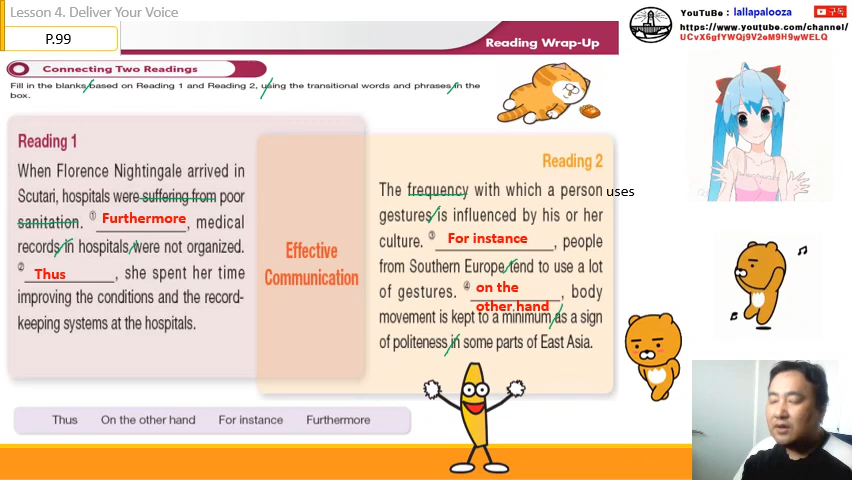 Lesson 4. Deliver Your Voice
P.99
Reading Wrap-Up
YouTuBe : lallapalooza
구독
https://www.youtube.com/channel/
UCvX6gfYWQj9V2eM9H9wWELQ
Connecting Two Readings
Fill in the blanks based on Reading 1 and Reading 2, using the transitional words and phrases in the
box.
Reading 1
When Florence Nightingale arrived in
Scutari, hospitals were suffering from poor
sanitation. ① Furthermore, medical
records in hospitals were not organized.
② Thus, she spent her time
improving the conditions and the record-
keeping systems at the hospitals.
Effective
Communication
Reading 2
The frequency with which a person uses
gestures is influenced by his or her
culture. ③ For instance, people
from Southern Europe tend to use a lot
of gestures. ④ on the other hand, body
movement is kept to a minimum as a sign
of politeness in some parts of East Asia.
Thus On the other hand For instance Furthermore